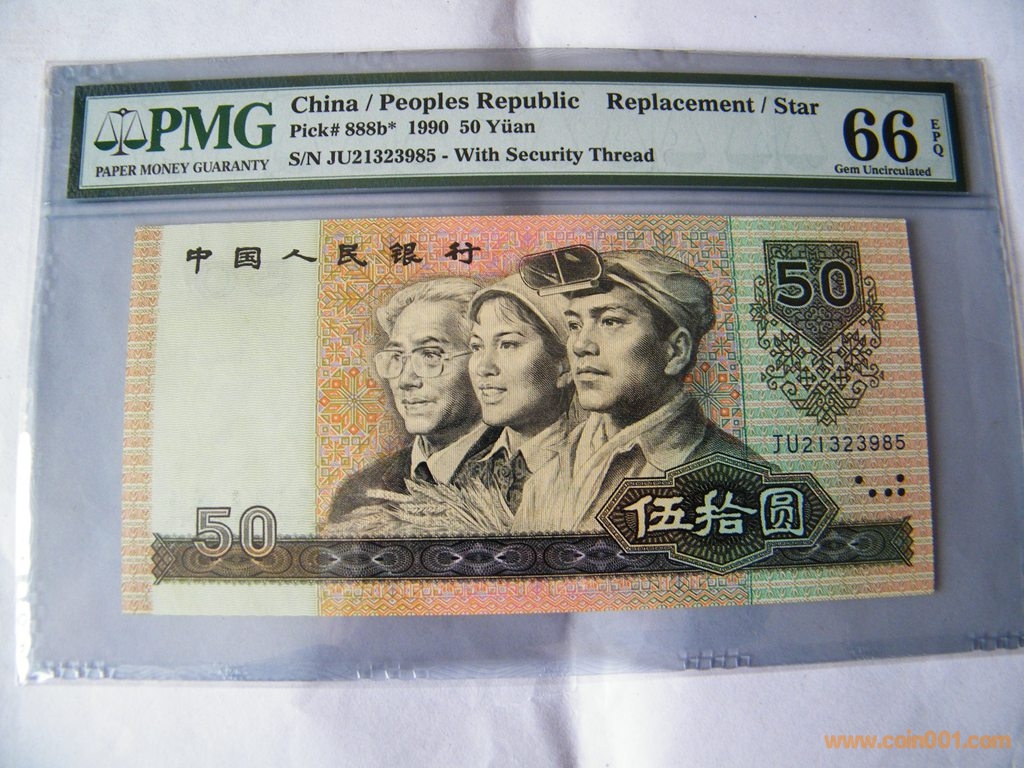 PMG
PAPER MONEY GUARANTY
China / Peoples Republic Replacement / Star
Pick# 888b* 1990 50 Yüan
S/N JU21323985 - With Security Thread
66
EPQ
Gem Uncirculated
中国人民银行
50
JU21323985
50
伍拾圆
www.coin001.com